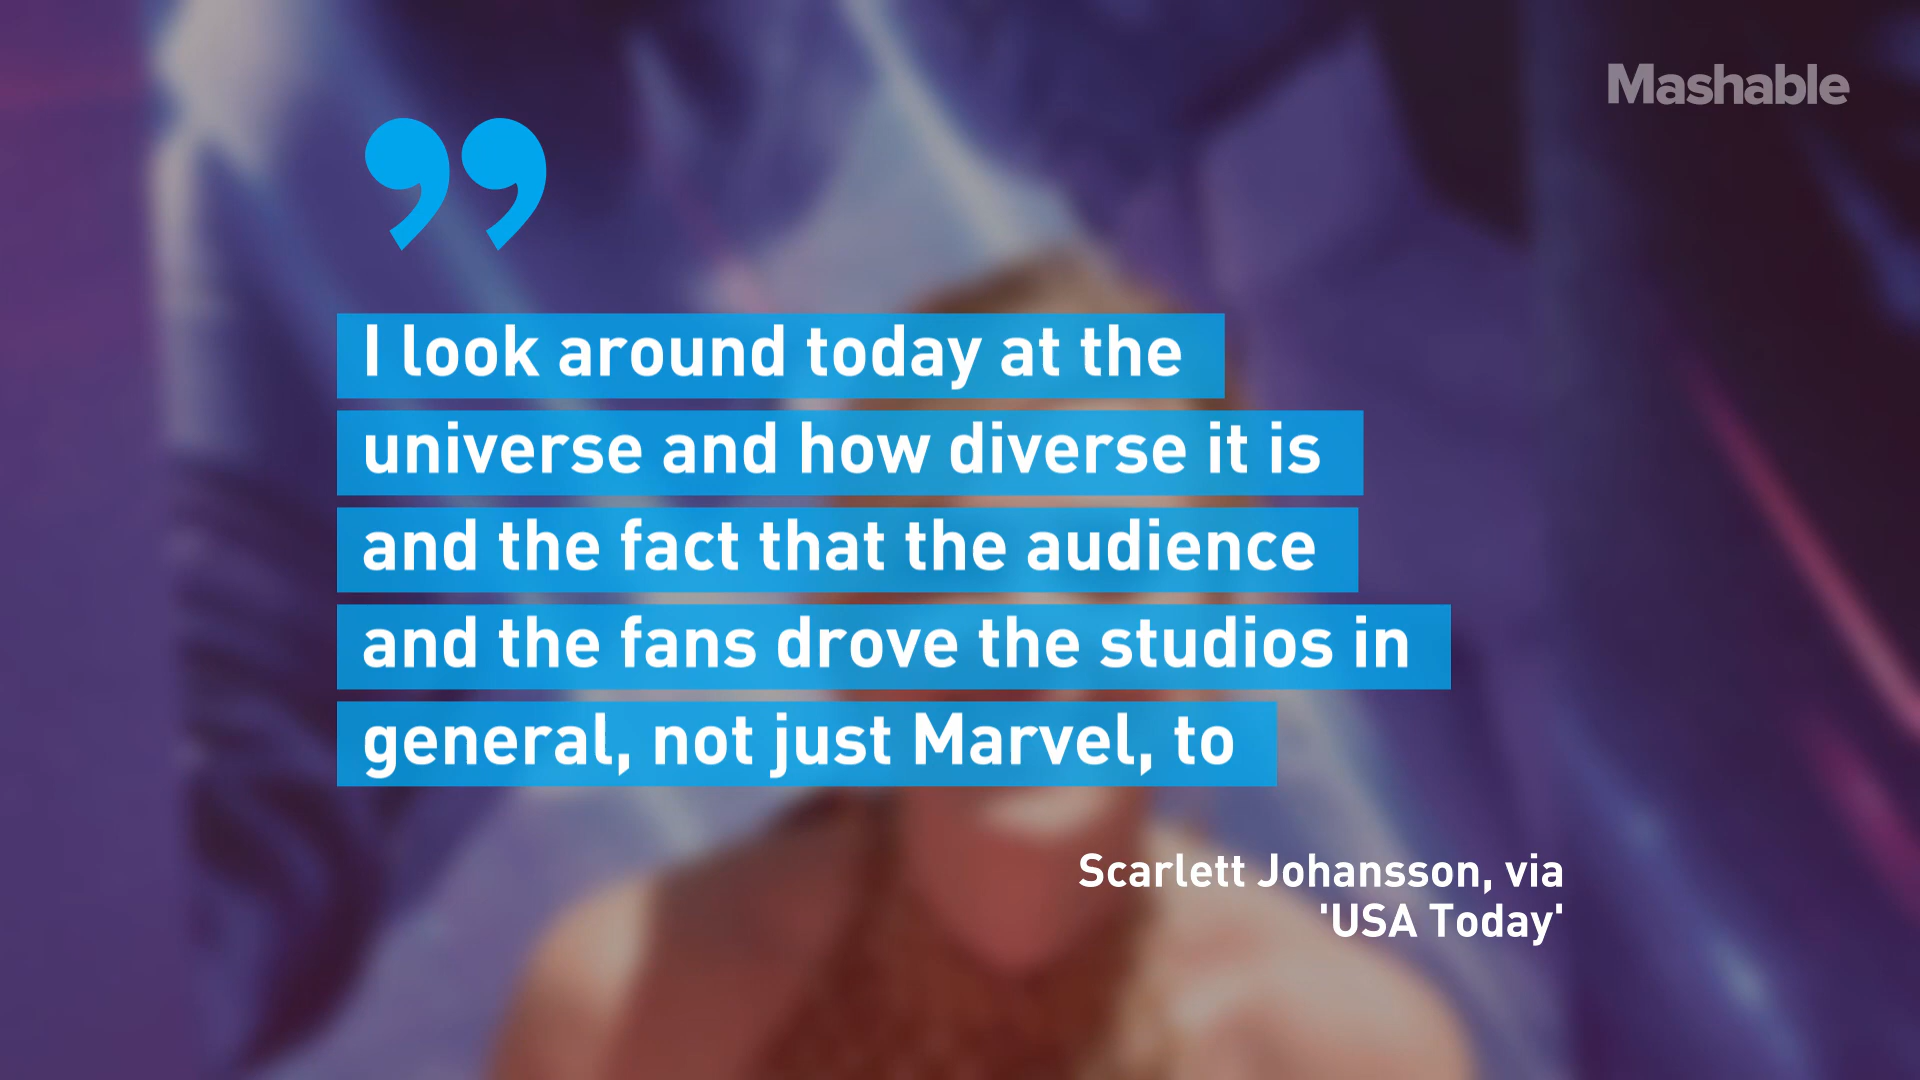 Mashable
I look around today at the
universe and how diverse it is
and the fact that the audience
and the fans drove the studios in
general, not just Marvel, to
Scarlett Johansson, via
'USA Today'